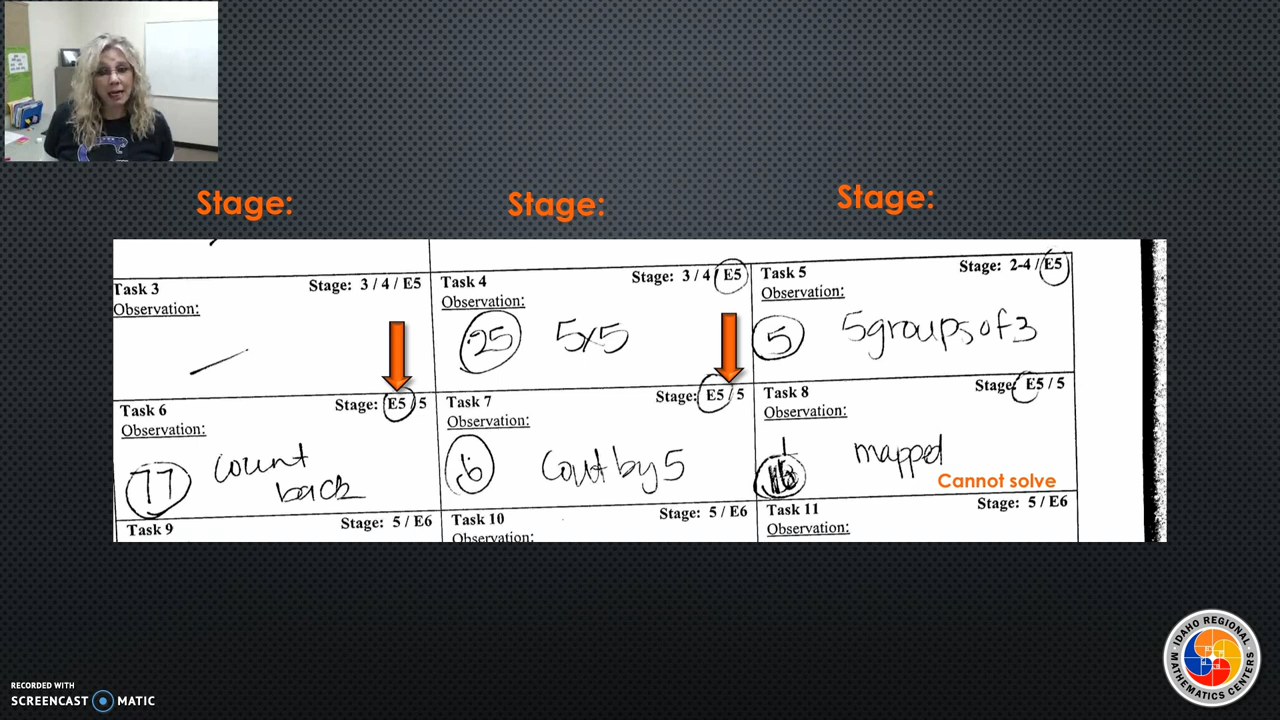 Stage:
Stage:
Stage:
Task 3
Stage: 3 / 4 / E5
Observation:
Task 4
Stage: 3 / 4 / E5
Observation:
25 5x5
Task 5
Stage: 2-4 / E5
Observation:
5 5groups of 3
Task 6
Stage: E5 / 5
Observation:
77 count
back
Task 7
Stage: E5 / 5
Observation:
6 Cout by 5
Task 8
Stage: E5 / 5
Observation:
mapped
Cannot solve
Task 9
Stage: 5 / E6
Task 10
Stage: 5 / E6
Observation:
Task 11
Stage: 5 / E6
Observation:
IDAHO REGIONAL
MATHEMATICS CENTERS
RECORDED WITH
SCREENCAST MATIC